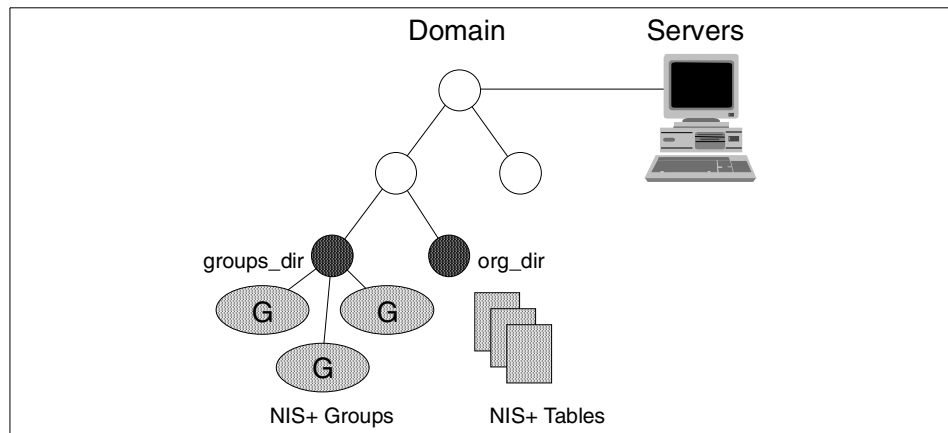 Domain
Servers
groups_dir
org_dir
G
G
G
NIS+ Groups
NIS+ Tables